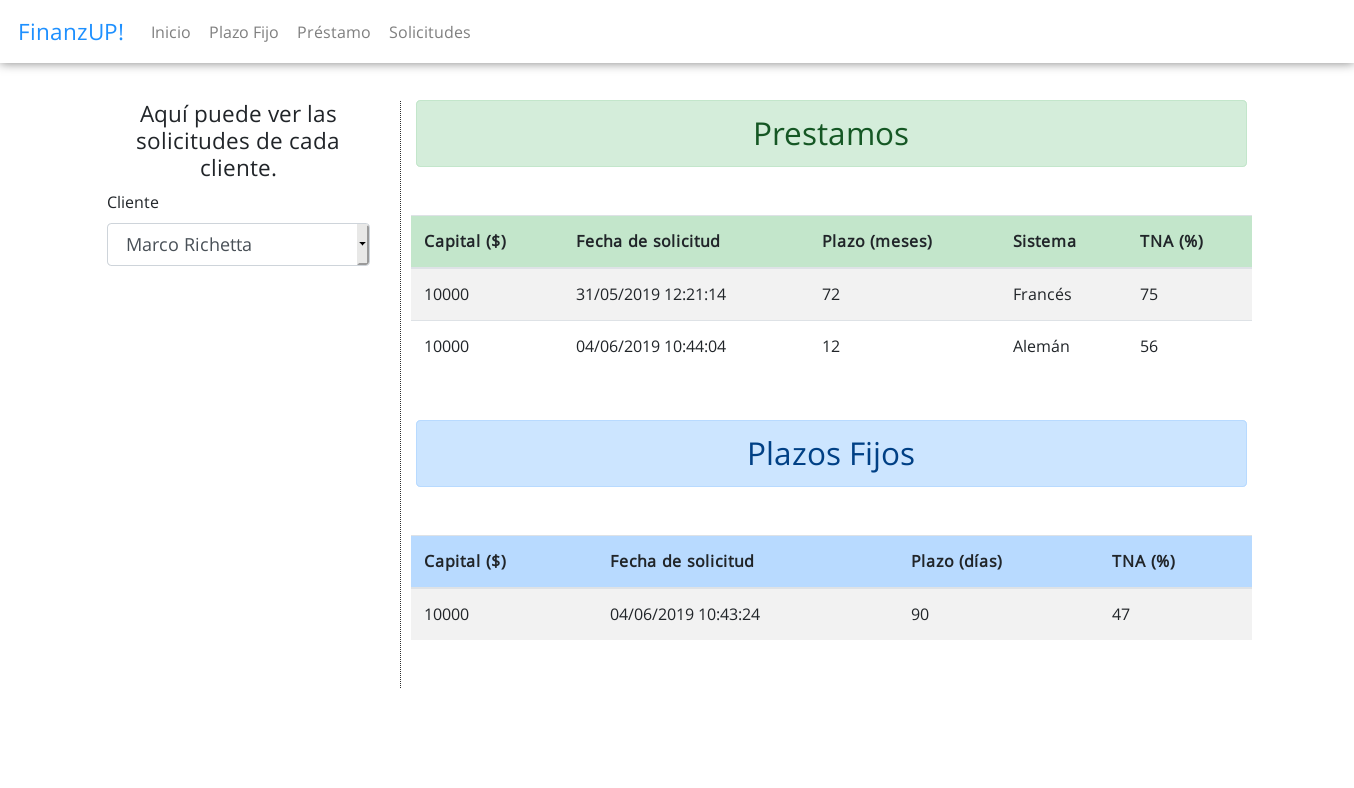 FinanzUP! Inicio Plazo Fijo Préstamo Solicitudes
Aquí puede ver las
solicitudes de cada
cliente.
Cliente
Marco Richetta
Prestamos
Capital ($) Fecha de solicitud Plazo (meses) Sistema TNA (%)
10000 31/05/2019 12:21:14 72 Francés 75
10000 04/06/2019 10:44:04 12 Alemán 56
Plazos Fijos
Capital ($) Fecha de solicitud Plazo (días) TNA (%)
10000 04/06/2019 10:43:24 90 47